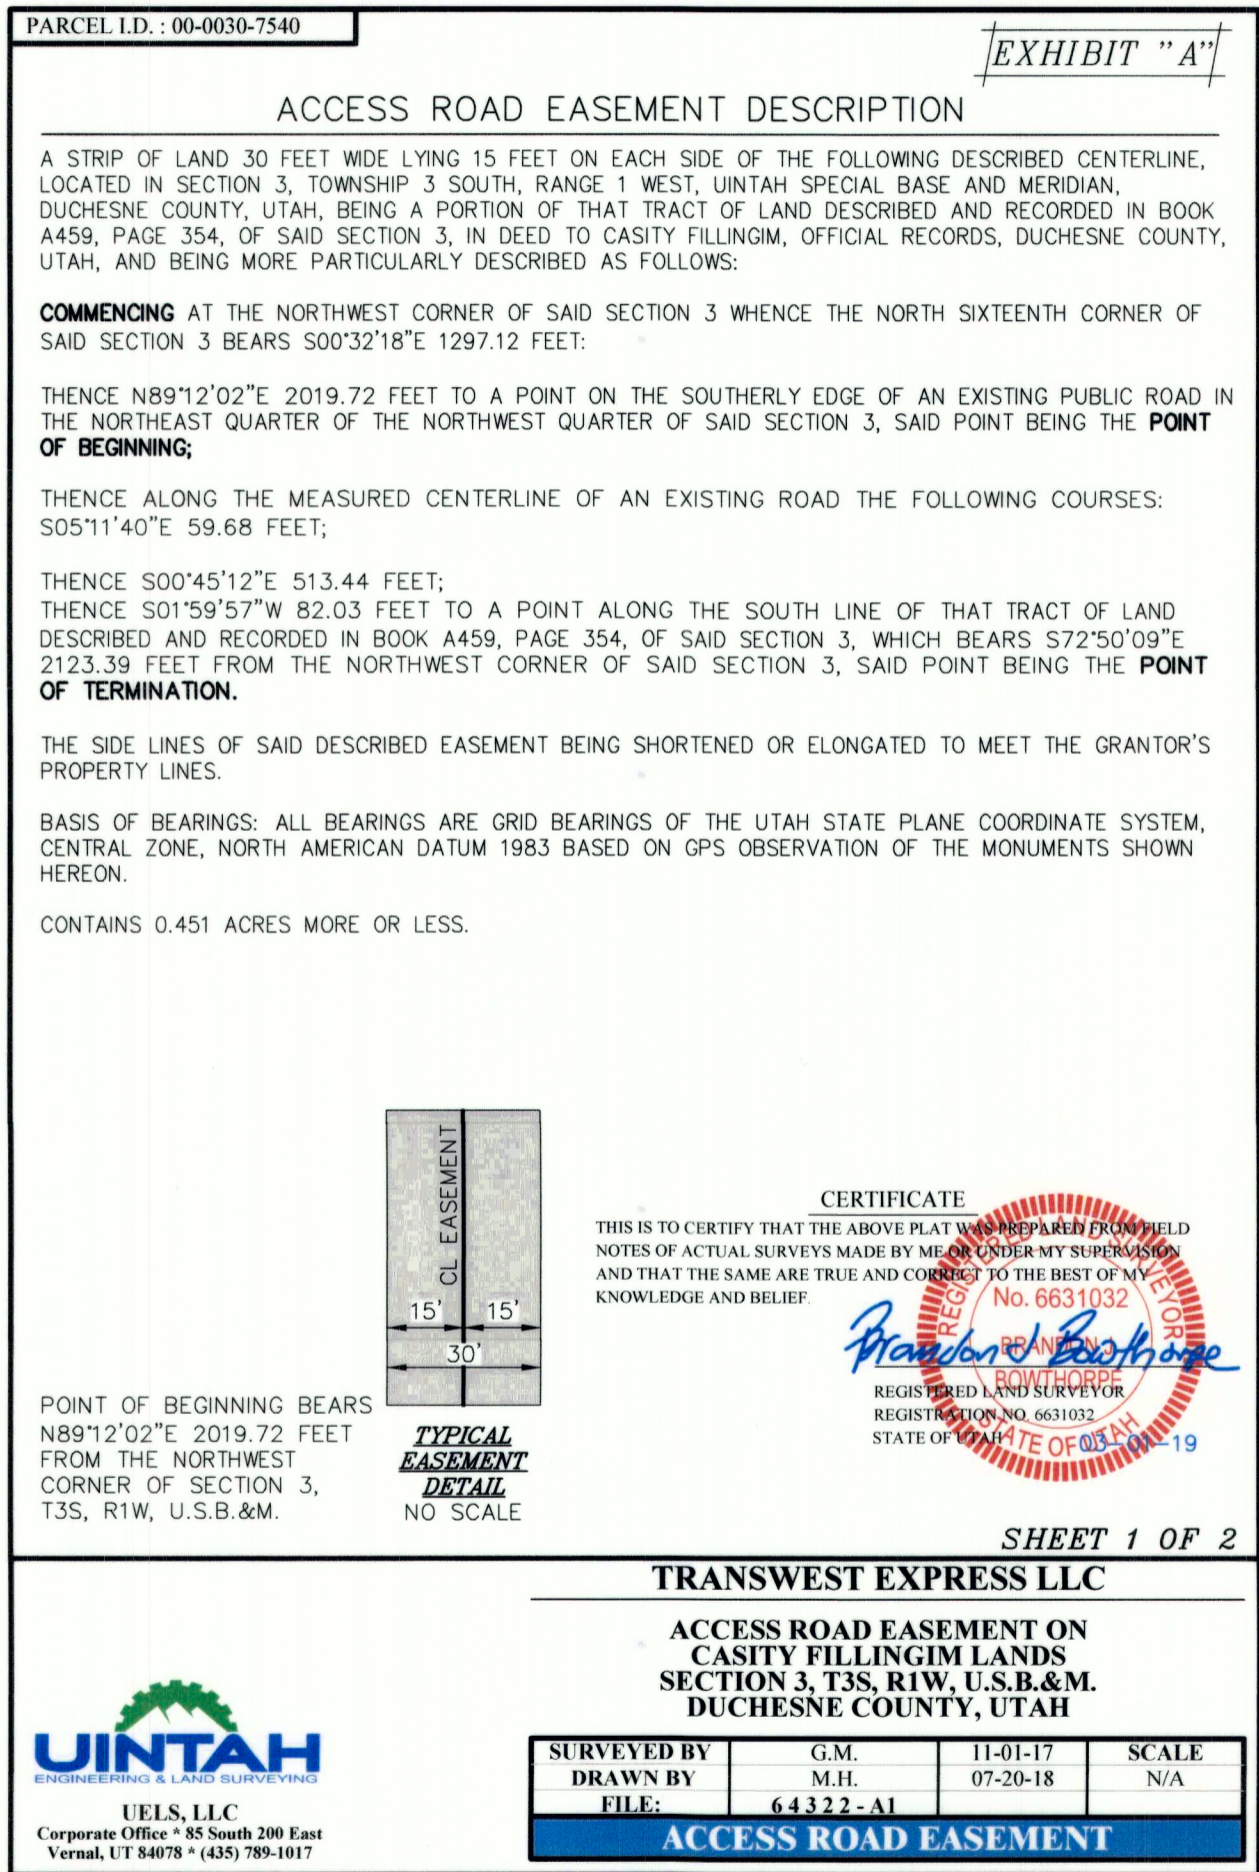 PARCEL I.D. : 00-0030-7540
EXHIBIT "A"
ACCESS ROAD EASEMENT DESCRIPTION
A STRIP OF LAND 30 FEET WIDE LYING 15 FEET ON EACH SIDE OF THE FOLLOWING DESCRIBED CENTERLINE,
LOCATED IN SECTION 3, TOWNSHIP 3 SOUTH, RANGE 1 WEST, UINTAH SPECIAL BASE AND MERIDIAN,
DUCHESNE COUNTY, UTAH, BEING A PORTION OF THAT TRACT OF LAND DESCRIBED AND RECORDED IN BOOK
A459, PAGE 354, OF SAID SECTION 3, IN DEED TO CASITY FILLINGIM, OFFICIAL RECORDS, DUCHESNE COUNTY,
UTAH, AND BEING MORE PARTICULARLY DESCRIBED AS FOLLOWS:
COMMENCING AT THE NORTHWEST CORNER OF SAID SECTION 3 WHENCE THE NORTH SIXTEENTH CORNER OF
SAID SECTION 3 BEARS S00°32'18"E 1297.12 FEET:
THENCE N89°12'02"E 2019.72 FEET TO A POINT ON THE SOUTHERLY EDGE OF AN EXISTING PUBLIC ROAD IN
THE NORTHEAST QUARTER OF THE NORTHWEST QUARTER OF SAID SECTION 3, SAID POINT BEING THE POINT
OF BEGINNING;
THENCE ALONG THE MEASURED CENTERLINE OF AN EXISTING ROAD THE FOLLOWING COURSES:
S05°11'40"E 59.68 FEET;
THENCE S00°45'12"E 513.44 FEET;
THENCE S01°59'57"W 82.03 FEET TO A POINT ALONG THE SOUTH LINE OF THAT TRACT OF LAND
DESCRIBED AND RECORDED IN BOOK A459, PAGE 354, OF SAID SECTION 3, WHICH BEARS S72°50'09"E
2123.39 FEET FROM THE NORTHWEST CORNER OF SAID SECTION 3, SAID POINT BEING THE POINT
OF TERMINATION.
THE SIDE LINES OF SAID DESCRIBED EASEMENT BEING SHORTENED OR ELONGATED TO MEET THE GRANTOR'S
PROPERTY LINES.
BASIS OF BEARINGS: ALL BEARINGS ARE GRID BEARINGS OF THE UTAH STATE PLANE COORDINATE SYSTEM,
CENTRAL ZONE, NORTH AMERICAN DATUM 1983 BASED ON GPS OBSERVATION OF THE MONUMENTS SHOWN
HEREON.
CONTAINS 0.451 ACRES MORE OR LESS.
CL EASEMENT
15' 15'
30'
TYPICAL
EASEMENT
DETAIL
NO SCALE
POINT OF BEGINNING BEARS
N89°12'02"E 2019.72 FEET
FROM THE NORTHWEST
CORNER OF SECTION 3,
T3S, R1W, U.S.B.&M.
CERTIFICATE
THIS IS TO CERTIFY THAT THE ABOVE PLAT WAS PREPARED FROM FIELD
NOTES OF ACTUAL SURVEYS MADE BY ME OR UNDER MY SUPERVISION
AND THAT THE SAME ARE TRUE AND CORRECT TO THE BEST OF MY
KNOWLEDGE AND BELIEF.
REGISTERED LAND SURVEYOR
No. 6631032
BRANDON J.
BOWTHORPE
STATE OF UTAH
Brandon J Bowthorpe
REGISTERED LAND SURVEYOR
REGISTRATION NO. 6631032
STATE OF UTAH
03-01-19
SHEET 1 OF 2
TRANSWEST EXPRESS LLC
ACCESS ROAD EASEMENT ON
CASITY FILLINGIM LANDS
SECTION 3, T3S, R1W, U.S.B.&M.
DUCHESNE COUNTY, UTAH
UINTAH
ENGINEERING & LAND SURVEYING
UELS, LLC
Corporate Office * 85 South 200 East
Vernal, UT 84078 * (435) 789-1017
SURVEYED BY G.M. 11-01-17 SCALE
DRAWN BY M.H. 07-20-18 N/A
FILE: 64322-A1
ACCESS ROAD EASEMENT